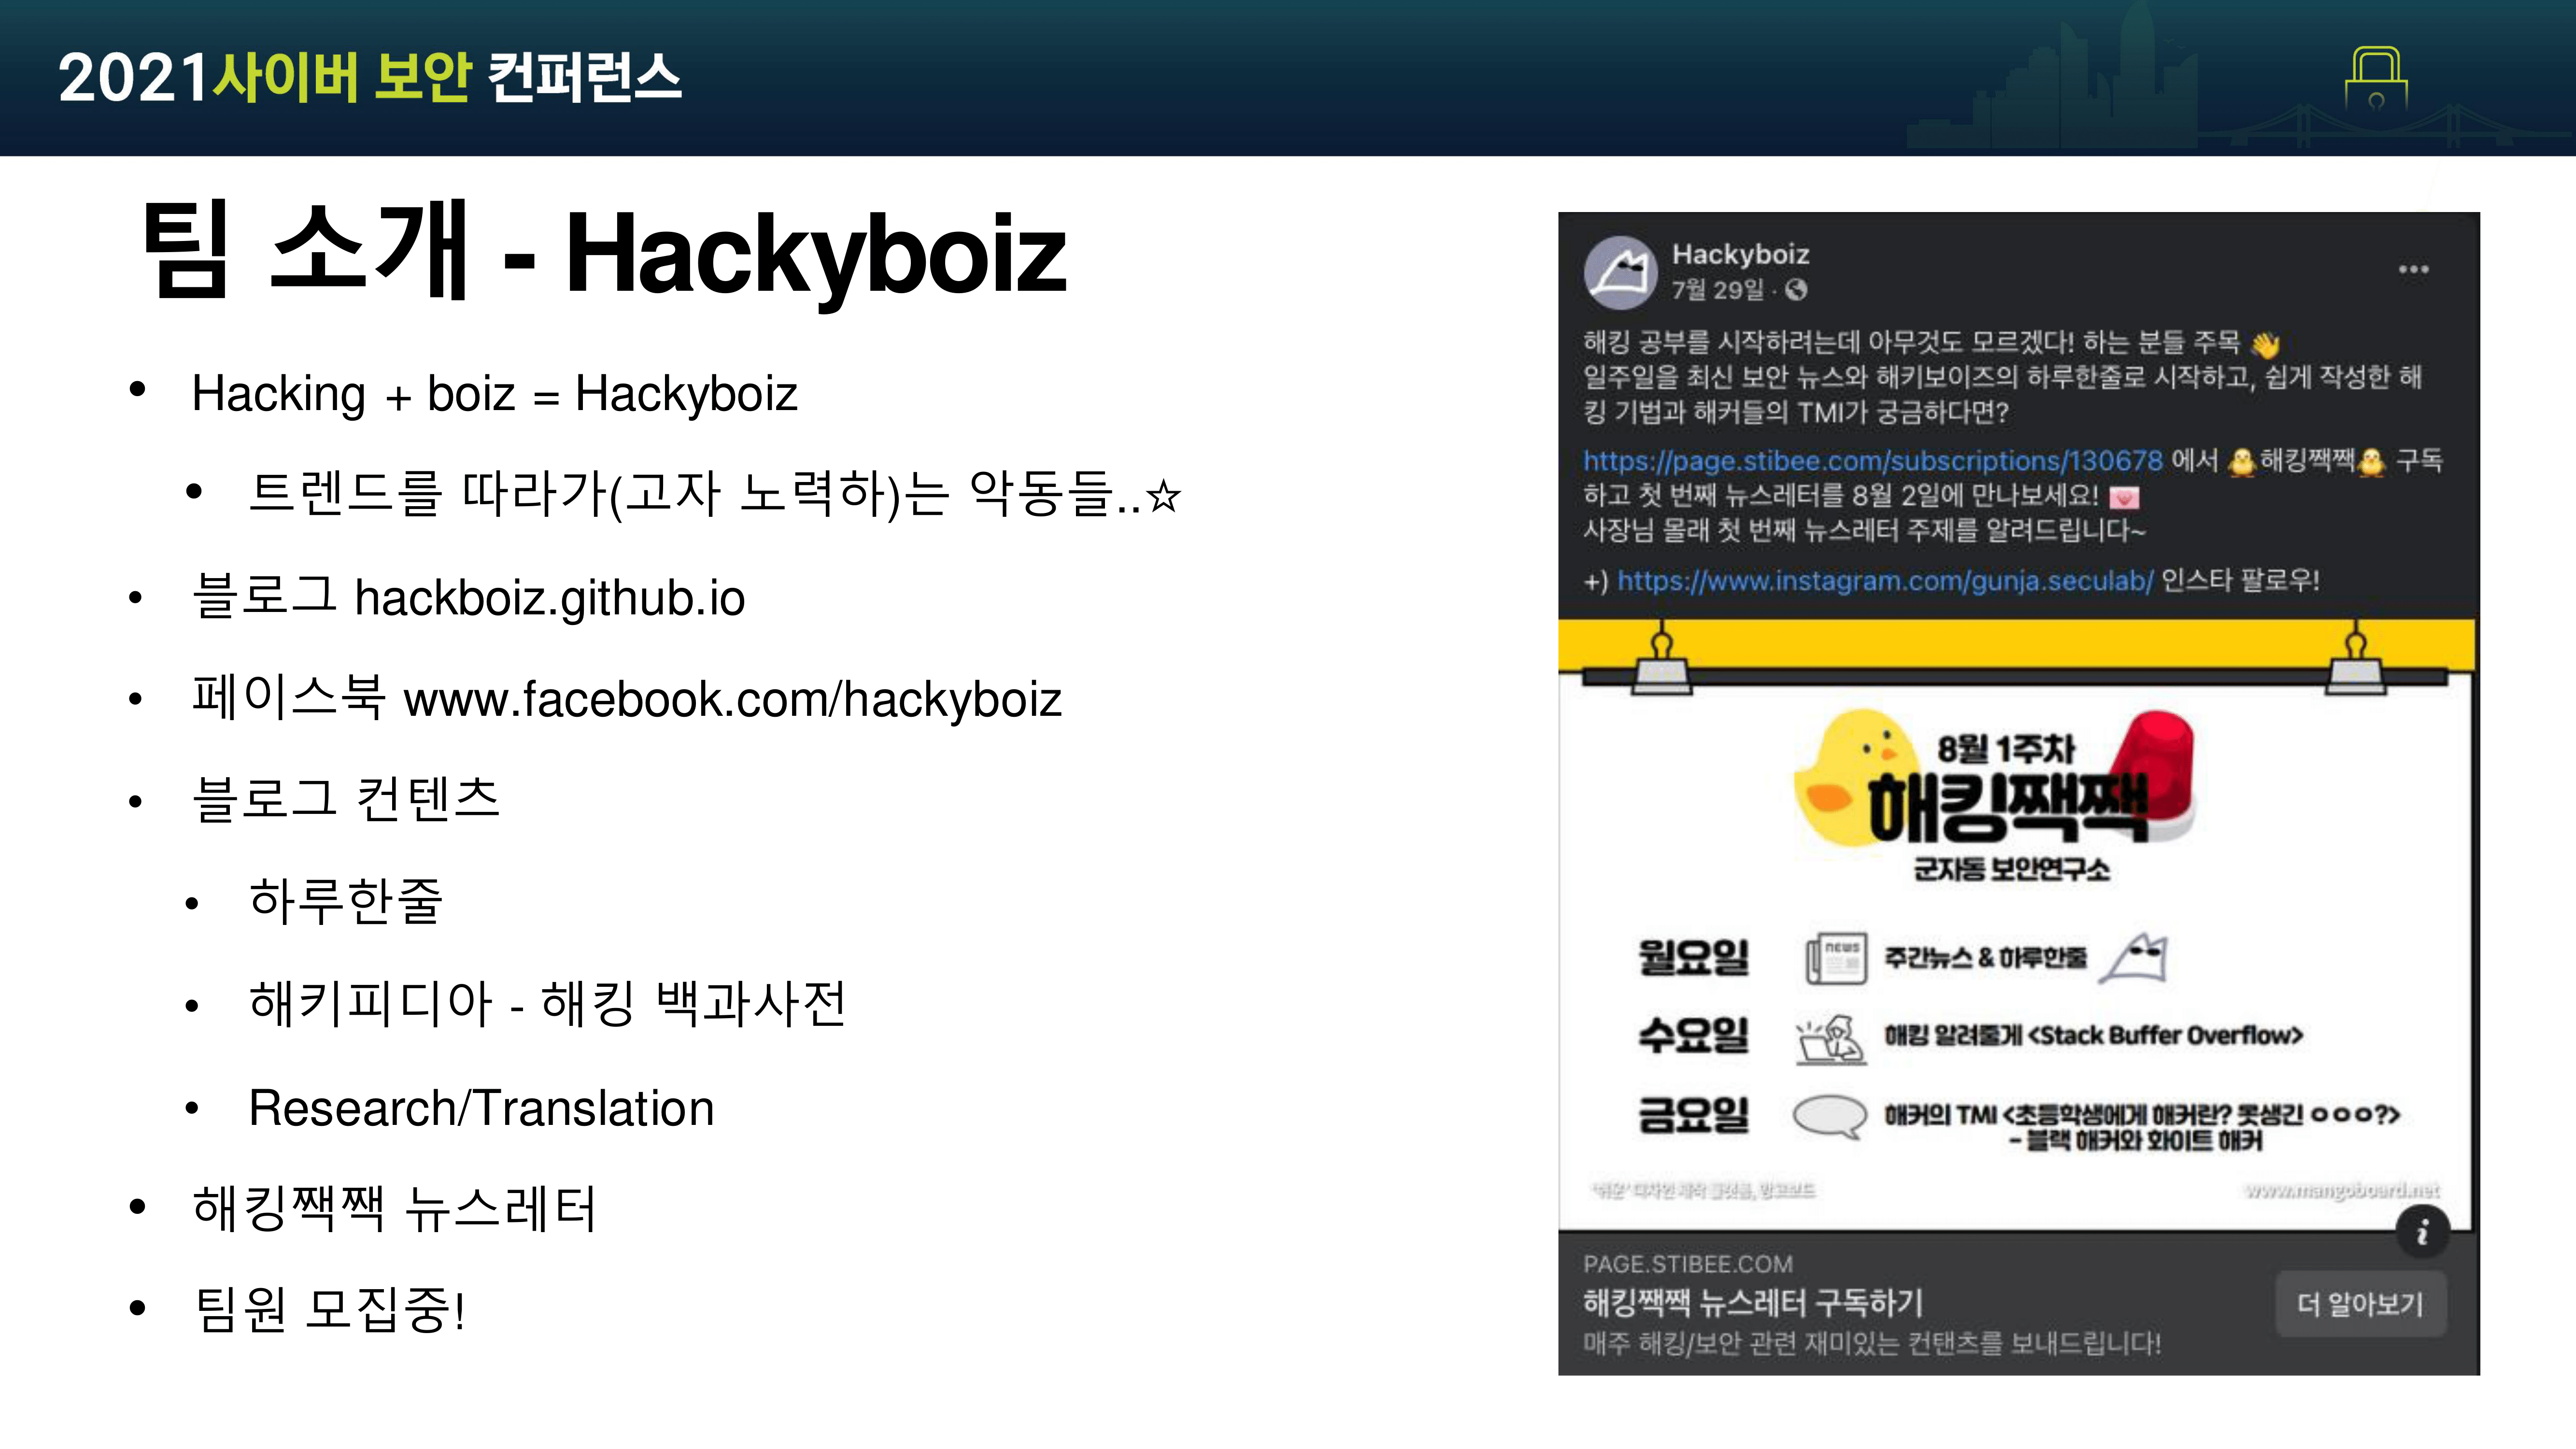 2021사이버 보안 컨퍼런스
팀 소개 - Hackyboiz
• Hacking + boiz = Hackyboiz
• 트렌드를 따라가(고자 노력하)는 악동들..☆
• 블로그 hackboiz.github.io
• 페이스북 www.facebook.com/hackyboiz
• 블로그 컨텐츠
• 하루한줄
• 해키피디아 - 해킹 백과사전
• Research/Translation
• 해킹짹짹 뉴스레터
• 팀원 모집중!
Hackyboiz
7월 29일 ·
해킹 공부를 시작하려는데 아무것도 모르겠다! 하는 분들 주목 👋
일주일을 최신 보안 뉴스와 해키보이즈의 하루한줄로 시작하고, 쉽게 작성한 해
킹 기법과 해커들의 TMI가 궁금하다면?
https://page.stibee.com/subscriptions/130678 에서 🐥해킹짹짹🐥 구독
하고 첫 번째 뉴스레터를 8월 2일에 만나보세요! 💌
사장님 몰래 첫 번째 뉴스레터 주제를 알려드립니다~
+) https://www.instagram.com/gunja.seculab/ 인스타 팔로우!
8월 1주차
해킹짹짹
군자동 보안연구소
월요일 NEWS 주간뉴스 & 하루한줄
수요일 해킹 알려줄게 <Stack Buffer Overflow>
금요일 해커의 TMI <초등학생에게 해커란? 못생긴 ㅇㅇㅇ?>
- 블랙 해커와 화이트 해커
"쉬운" 디자인 제작 플랫폼, 망고보드
www.mangoboard.net
i
PAGE.STIBEE.COM
해킹짹짹 뉴스레터 구독하기
더 알아보기
매주 해킹/보안 관련 재미있는 컨탠츠를 보내드립니다!